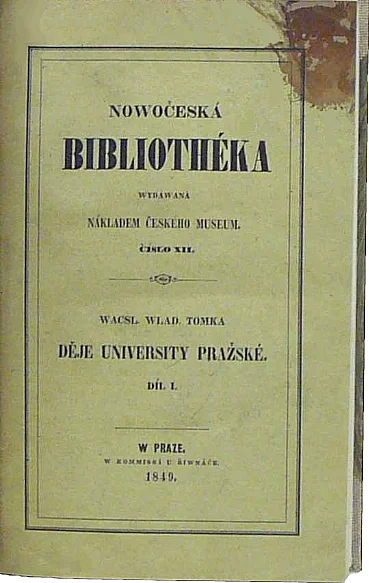 NOWOČESKÁ
BIBLIOTHÉKA
WYDÁWANÁ
NÁKLADEM ČESKÉHO MUSEUM.
ČÍSLO XII.
WACSL. WLAD. TOMKA
DĚJE UNIVERSITY PRAŽSKÉ.
DÍL I.
W PRAZE,
W KOMMISSÍ U ŘIWNÁČE.
1849.